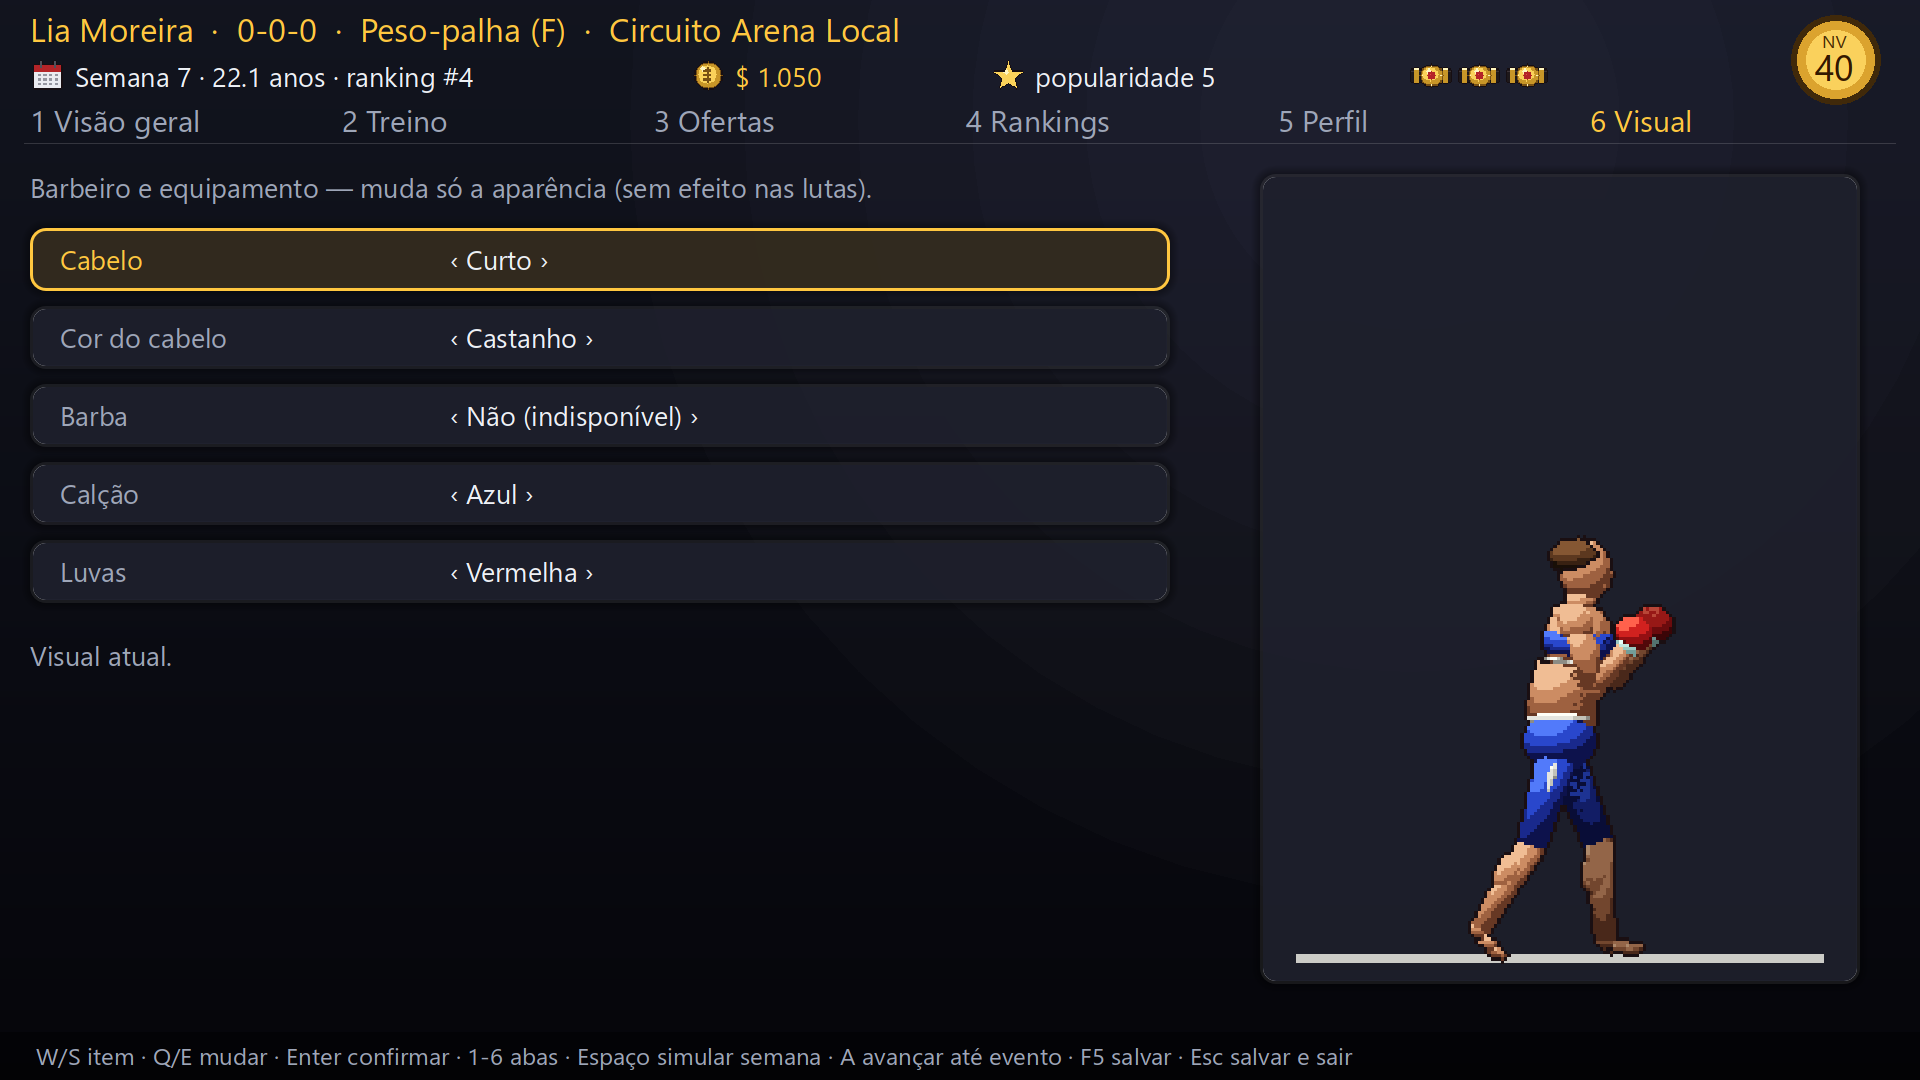 Lia Moreira · 0-0-0 · Peso-palha (F) · Circuito Arena Local
Semana 7 · 22.1 anos · ranking #4
$ 1.050
popularidade 5
NV
40
1 Visão geral
2 Treino
3 Ofertas
4 Rankings
5 Perfil
6 Visual
Barbeiro e equipamento — muda só a aparência (sem efeito nas lutas).
Cabelo ‹ Curto ›
Cor do cabelo ‹ Castanho ›
Barba ‹ Não (indisponível) ›
Calção ‹ Azul ›
Luvas ‹ Vermelha ›
Visual atual.
W/S item · Q/E mudar · Enter confirmar · 1-6 abas · Espaço simular semana · A avançar até evento · F5 salvar · Esc salvar e sair